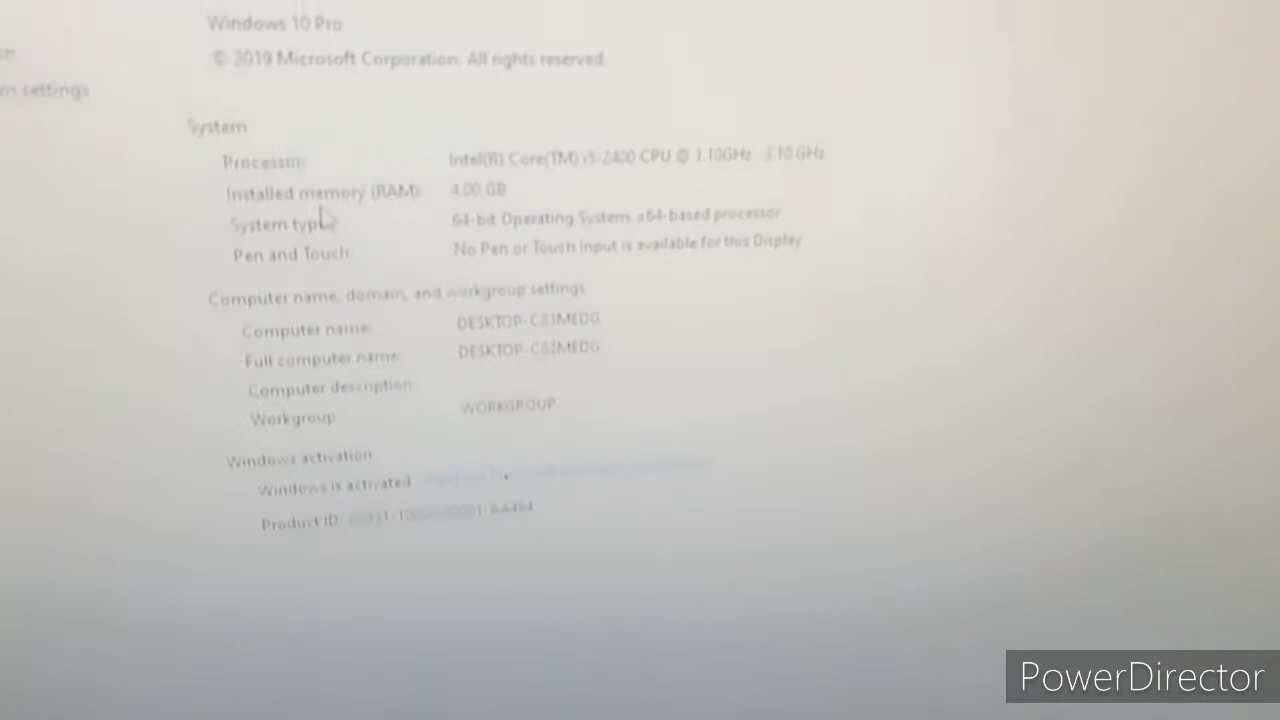 Windows 10 Pro
© 2019 Microsoft Corporation. All rights reserved.
m settings
System
Processor: Intel(R) Core(TM) i5-2400 CPU @ 3.10GHz 3.10 GHz
Installed memory (RAM): 4.00 GB
System type: 64-bit Operating System, x64-based processor
Pen and Touch: No Pen or Touch Input is available for this Display
Computer name, domain, and workgroup settings
Computer name:
Full computer name:
Computer description:
Workgroup: WORKGROUP
Windows activation
Windows is activated
Product ID:
PowerDirector